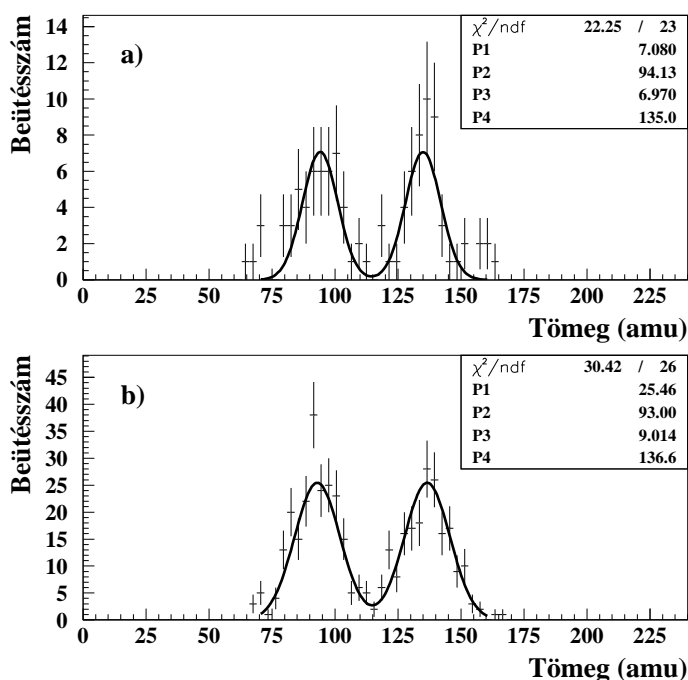 a)
χ²/ndf 22.25 / 23
P1 7.080
P2 94.13
P3 6.970
P4 135.0
Beütésszám
14
12
10
8
6
4
2
0
0 25 50 75 100 125 150 175 200 225
Tömeg (amu)
b)
χ²/ndf 30.42 / 26
P1 25.46
P2 93.00
P3 9.014
P4 136.6
Beütésszám
45
40
35
30
25
20
15
10
5
0
0 25 50 75 100 125 150 175 200 225
Tömeg (amu)